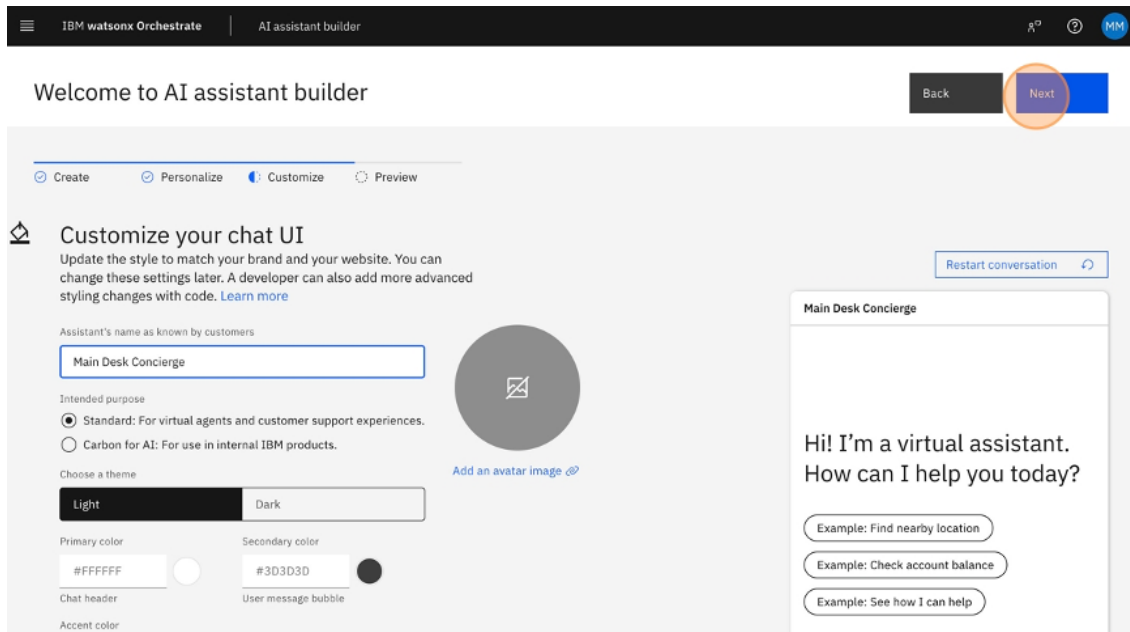 IBM watsonx Orchestrate
AI assistant builder
MM
Welcome to AI assistant builder
Back
Next
Create
Personalize
Customize
Preview
Customize your chat UI
Update the style to match your brand and your website. You can
change these settings later. A developer can also add more advanced
styling changes with code. Learn more
Assistant's name as known by customers
Main Desk Concierge
Intended purpose
Standard: For virtual agents and customer support experiences.
Carbon for AI: For use in internal IBM products.
Choose a theme
Light
Dark
Primary color
Secondary color
#FFFFFF
#3D3D3D
Chat header
User message bubble
Accent color
Add an avatar image
Restart conversation
Main Desk Concierge
Hi! I'm a virtual assistant.
How can I help you today?
Example: Find nearby location
Example: Check account balance
Example: See how I can help